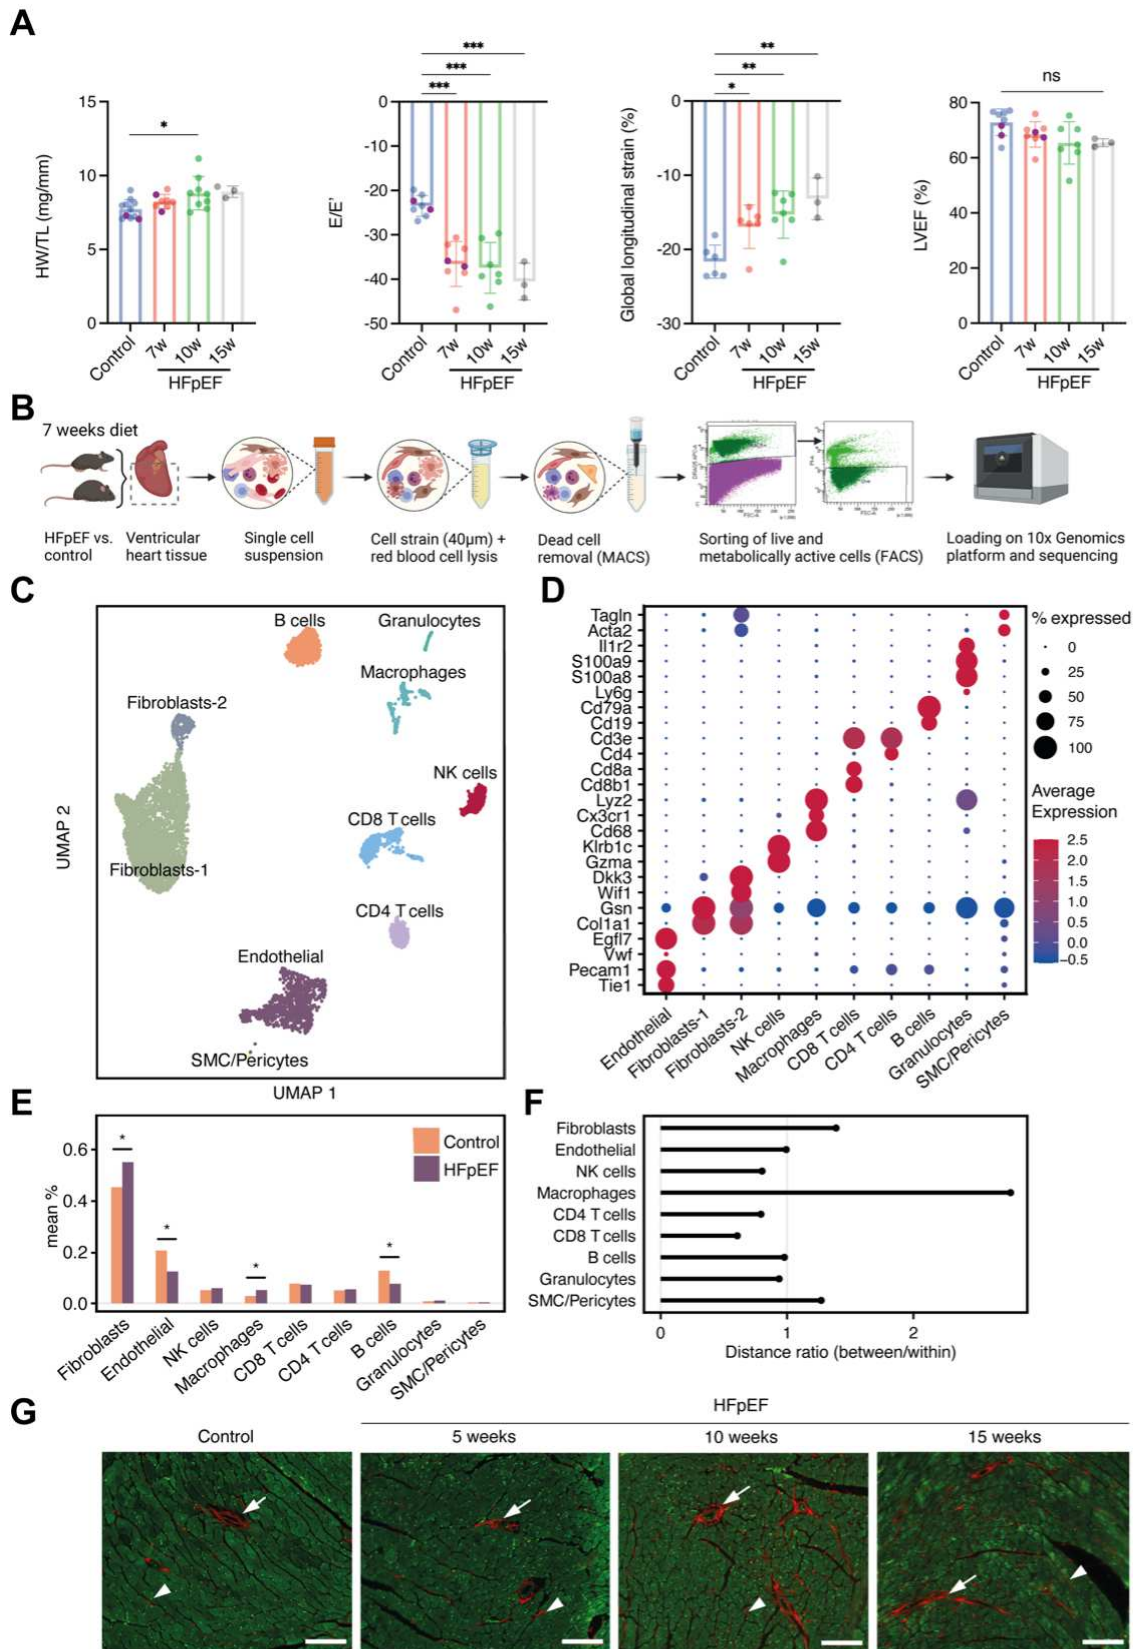 A
***
***
***
**
**
*
ns
*
15
10
5
0
HW/TL (mg/mm)
Control
7w
10w
15w
HFpEF
0
-20
-30
-40
-50
E/E'
Control
7w
10w
15w
HFpEF
0
-10
-20
-30
Global longitudinal strain (%)
Control
7w
10w
15w
HFpEF
80
60
40
20
0
LVEF (%)
Control
7w
10w
15w
HFpEF
B
7 weeks diet
HFpEF vs.
control
Ventricular
heart tissue
Single cell
suspension
Cell strain (40µm) +
red blood cell lysis
Dead cell
removal (MACS)
Sorting of live and
metabolically active cells (FACS)
Loading on 10x Genomics
platform and sequencing
C
B cells
Granulocytes
Macrophages
Fibroblasts-2
NK cells
CD8 T cells
Fibroblasts-1
CD4 T cells
Endothelial
SMC/Pericytes
UMAP 2
UMAP 1
D
Tagln
Acta2
Il1r2
S100a9
S100a8
Ly6g
Cd79a
Cd19
Cd3e
Cd4
Cd8a
Cd8b1
Lyz2
Cx3cr1
Cd68
Klrb1c
Gzma
Dkk3
Wif1
Gsn
Col1a1
Egfl7
Vwf
Pecam1
Tie1
Endothelial
Fibroblasts-1
Fibroblasts-2
NK cells
Macrophages
CD8 T cells
CD4 T cells
B cells
Granulocytes
SMC/Pericytes
% expressed
0
25
50
75
100
Average
Expression
2.5
2.0
1.5
1.0
0.5
0.0
-0.5
E
mean %
0.6
0.4
0.2
0.0
*
*
*
*
Control
HFpEF
Fibroblasts
Endothelial
NK cells
Macrophages
CD8 T cells
CD4 T cells
B cells
Granulocytes
SMC/Pericytes
F
Fibroblasts
Endothelial
NK cells
Macrophages
CD4 T cells
CD8 T cells
B cells
Granulocytes
SMC/Pericytes
0
1
2
Distance ratio (between/within)
G
HFpEF
Control
5 weeks
10 weeks
15 weeks